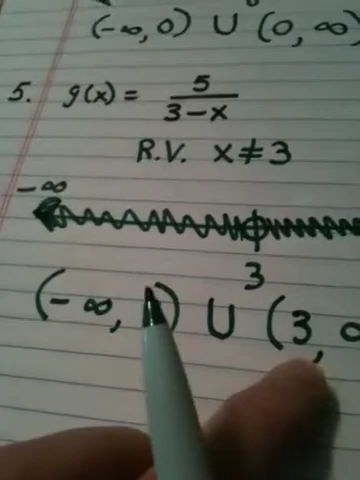 (-∞, 0) ∪ (0, ∞)
5. g(x) = 5/(3-x)
R.V. x≠3
-∞
3
(-∞, ) ∪ (3,